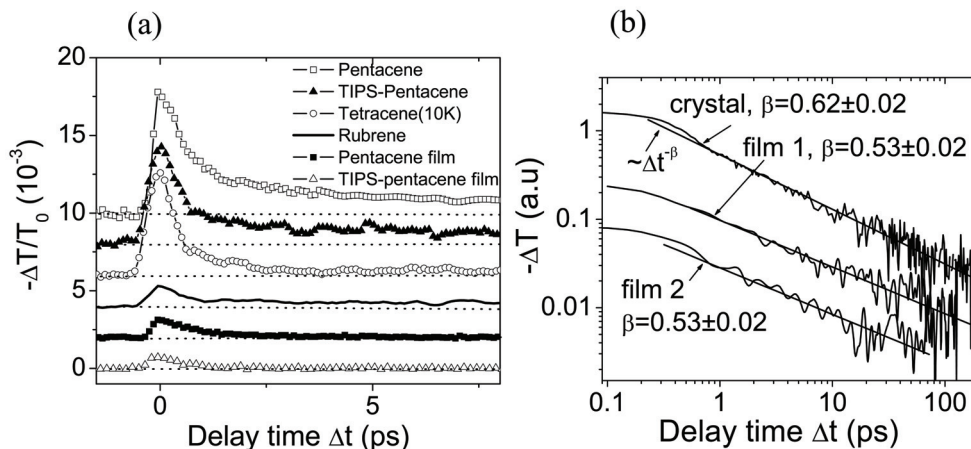 (a)
20
15
10
5
0
-ΔT/T₀ (10⁻³)
Pentacene
TIPS-Pentacene
Tetracene(10K)
Rubrene
Pentacene film
TIPS-pentacene film
0
5
Delay time Δt (ps)
(b)
1
0.1
0.01
-ΔT (a.u)
crystal, β=0.62±0.02
film 1, β=0.53±0.02
~Δt⁻ᵝ
film 2
β=0.53±0.02
0.1
1
10
100
Delay time Δt (ps)